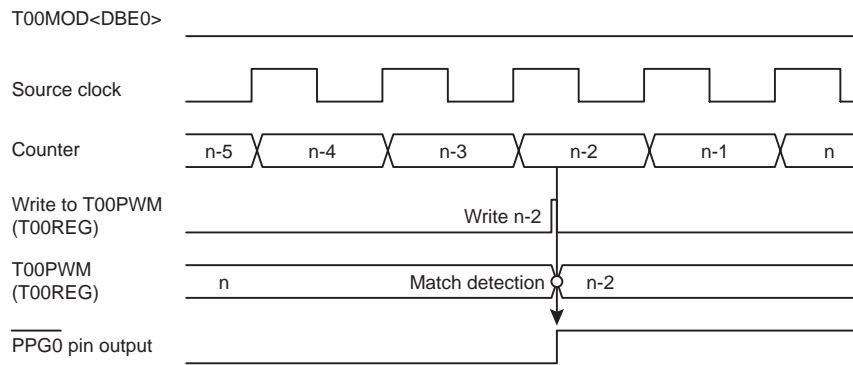 T00MOD<DBE0>
Source clock
Counter n-5 n-4 n-3 n-2 n-1 n
Write to T00PWM
(T00REG) Write n-2
T00PWM
(T00REG) n Match detection n-2
PPG0 pin output